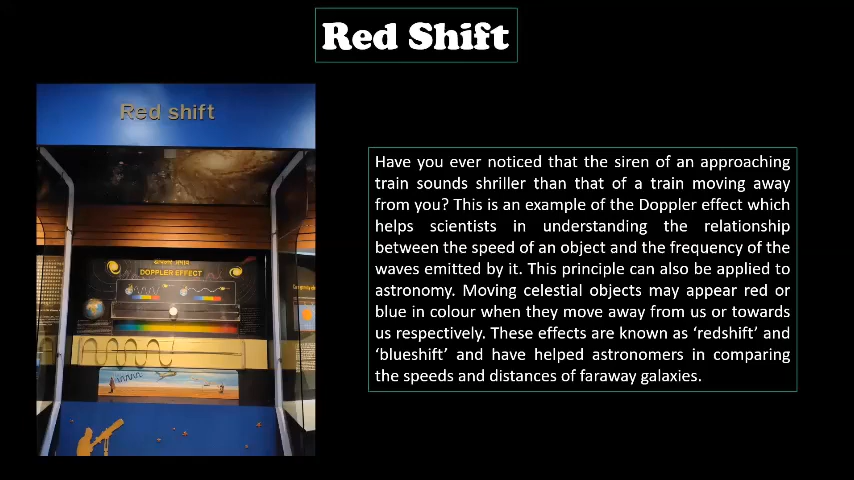 Red Shift
Red shift
DOPPLER EFFECT
Have you ever noticed that the siren of an approaching
train sounds shriller than that of a train moving away
from you? This is an example of the Doppler effect which
helps scientists in understanding the relationship
between the speed of an object and the frequency of the
waves emitted by it. This principle can also be applied to
astronomy. Moving celestial objects may appear red or
blue in colour when they move away from us or towards
us respectively. These effects are known as ‘redshift’ and
‘blueshift’ and have helped astronomers in comparing
the speeds and distances of faraway galaxies.